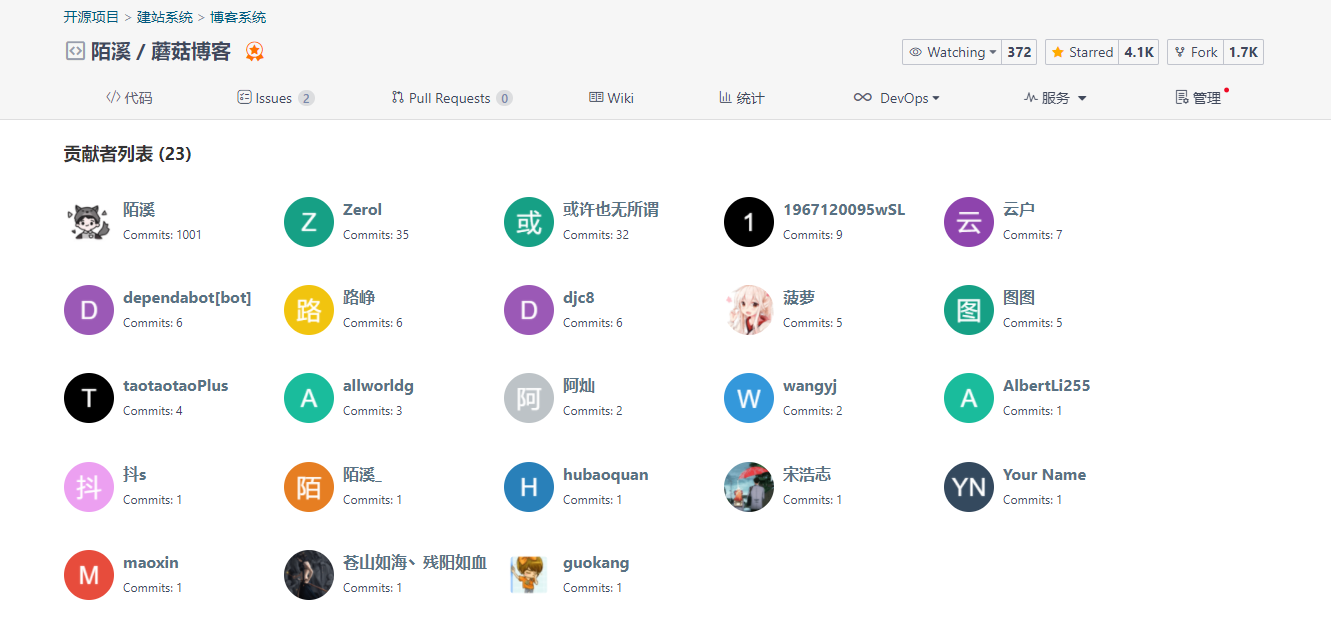 开源项目 > 建站系统 > 博客系统
陌溪 / 蘑菇博客
Watching 372 Starred 4.1K Fork 1.7K
代码 Issues 2 Pull Requests 0 Wiki 统计 DevOps 服务 管理
贡献者列表 (23)
陌溪
Commits: 1001
Z
Zerol
Commits: 35
或
或许也无所谓
Commits: 32
1
1967120095wSL
Commits: 9
云
云户
Commits: 7
D
dependabot[bot]
Commits: 6
路
路峥
Commits: 6
D
djc8
Commits: 6
菠萝
Commits: 5
图
图图
Commits: 5
T
taotaotaoPlus
Commits: 4
A
allworldg
Commits: 3
阿
阿灿
Commits: 2
W
wangyj
Commits: 2
A
AlbertLi255
Commits: 1
抖
抖s
Commits: 1
陌
陌溪_
Commits: 1
H
hubaoquan
Commits: 1
宋浩志
Commits: 1
YN
Your Name
Commits: 1
M
maoxin
Commits: 1
苍山如海丶残阳如血
Commits: 1
guokang
Commits: 1